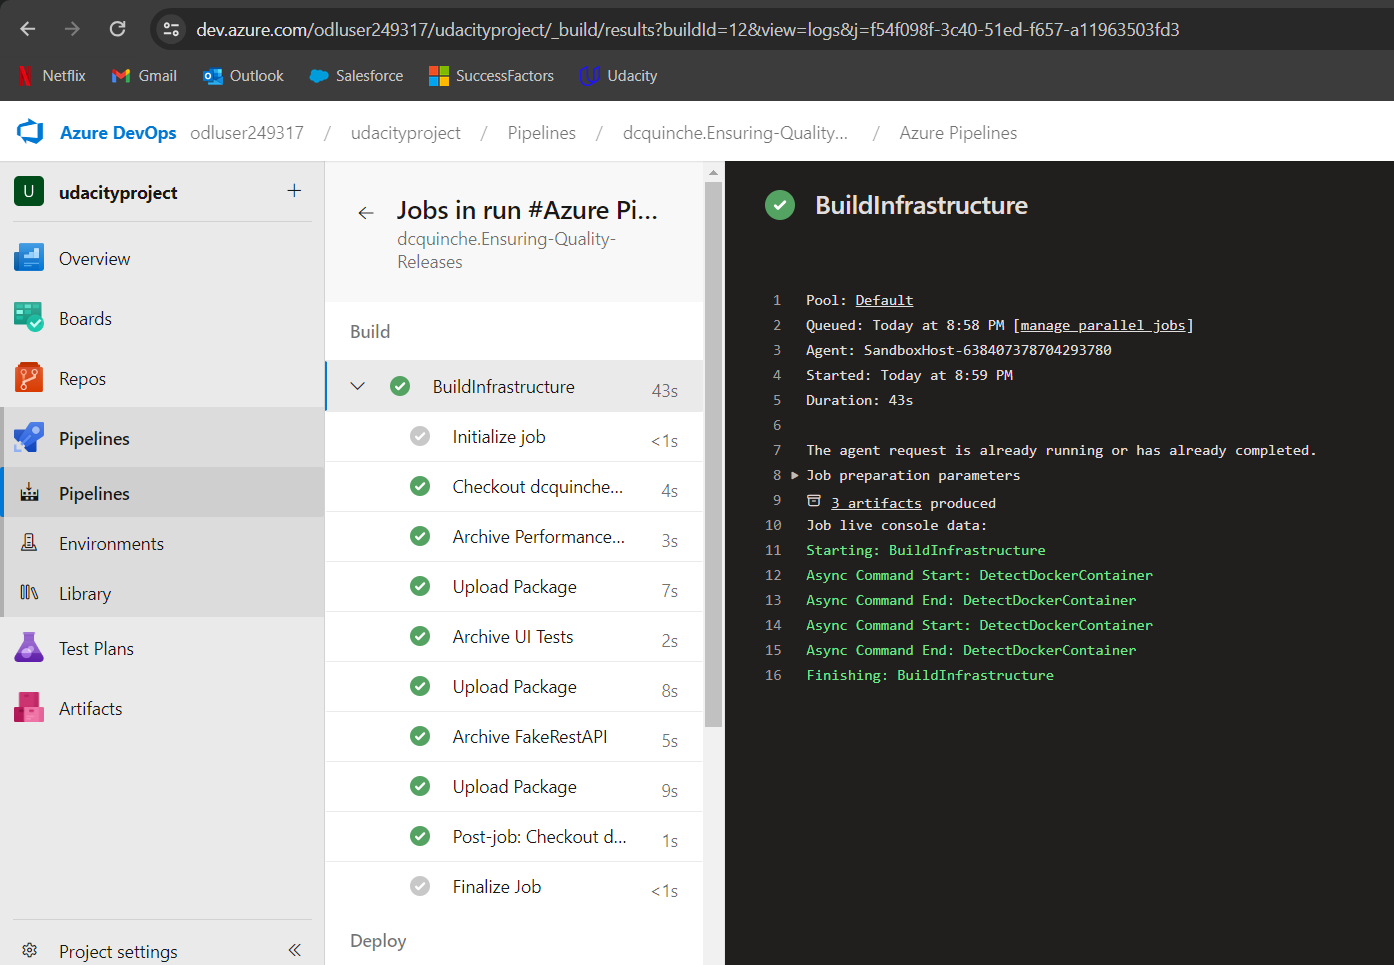 dev.azure.com/odluser249317/udacityproject/_build/results?buildId=12&view=logs&j=f54f098f-3c40-51ed-f657-a11963503fd3
Netflix Gmail Outlook Salesforce SuccessFactors Udacity
Azure DevOps odluser249317 / udacityproject / Pipelines / dcquinche.Ensuring-Quality... / Azure Pipelines
U udacityproject +
Overview
Boards
Repos
Pipelines
Pipelines
Environments
Library
Test Plans
Artifacts
Project settings
Jobs in run #Azure Pi...
dcquinche.Ensuring-Quality-
Releases
Build
BuildInfrastructure 43s
Initialize job <1s
Checkout dcquinche... 4s
Archive Performance... 3s
Upload Package 7s
Archive UI Tests 2s
Upload Package 8s
Archive FakeRestAPI 5s
Upload Package 9s
Post-job: Checkout d... 1s
Finalize Job <1s
Deploy
BuildInfrastructure
1 Pool: Default
2 Queued: Today at 8:58 PM [manage parallel jobs]
3 Agent: SandboxHost-638407378704293780
4 Started: Today at 8:59 PM
5 Duration: 43s
6
7 The agent request is already running or has already completed.
8 Job preparation parameters
9 3 artifacts produced
10 Job live console data:
11 Starting: BuildInfrastructure
12 Async Command Start: DetectDockerContainer
13 Async Command End: DetectDockerContainer
14 Async Command Start: DetectDockerContainer
15 Async Command End: DetectDockerContainer
16 Finishing: BuildInfrastructure